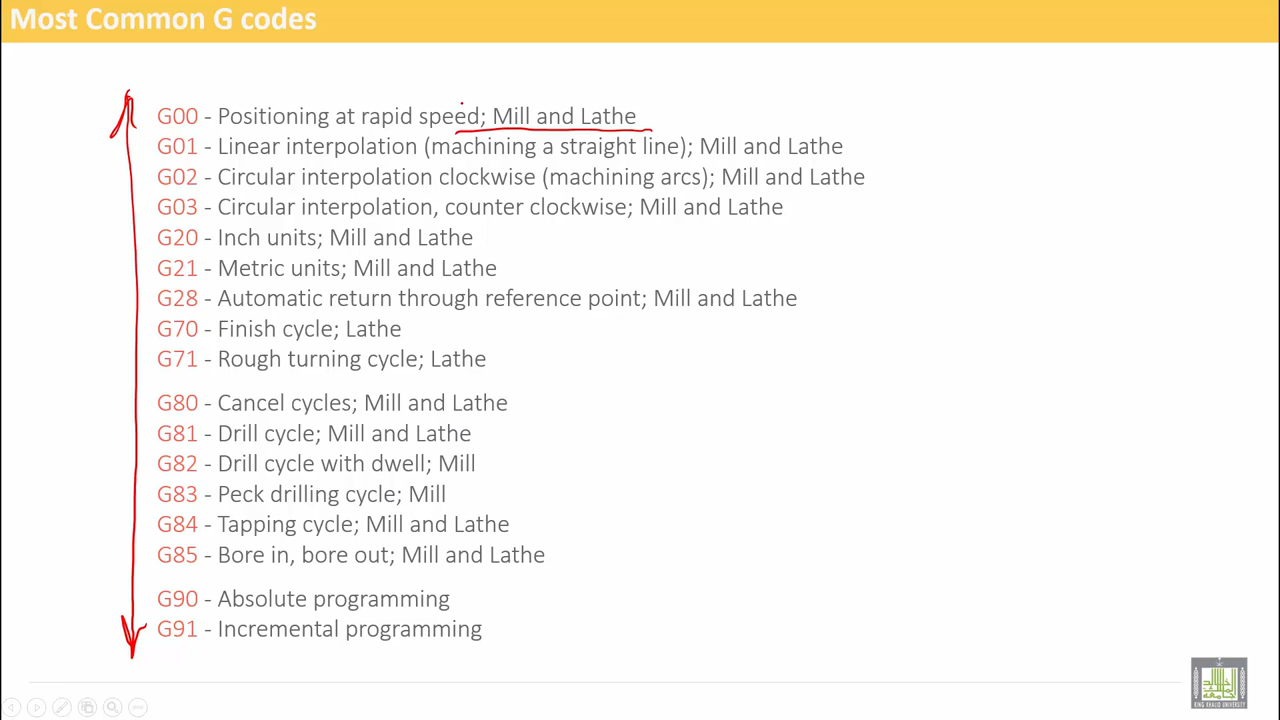 Most Common G codes
G00 - Positioning at rapid speed; Mill and Lathe
G01 - Linear interpolation (machining a straight line); Mill and Lathe
G02 - Circular interpolation clockwise (machining arcs); Mill and Lathe
G03 - Circular interpolation, counter clockwise; Mill and Lathe
G20 - Inch units; Mill and Lathe
G21 - Metric units; Mill and Lathe
G28 - Automatic return through reference point; Mill and Lathe
G70 - Finish cycle; Lathe
G71 - Rough turning cycle; Lathe
G80 - Cancel cycles; Mill and Lathe
G81 - Drill cycle; Mill and Lathe
G82 - Drill cycle with dwell; Mill
G83 - Peck drilling cycle; Mill
G84 - Tapping cycle; Mill and Lathe
G85 - Bore in, bore out; Mill and Lathe
G90 - Absolute programming
G91 - Incremental programming
KING KHALID UNIVERSITY